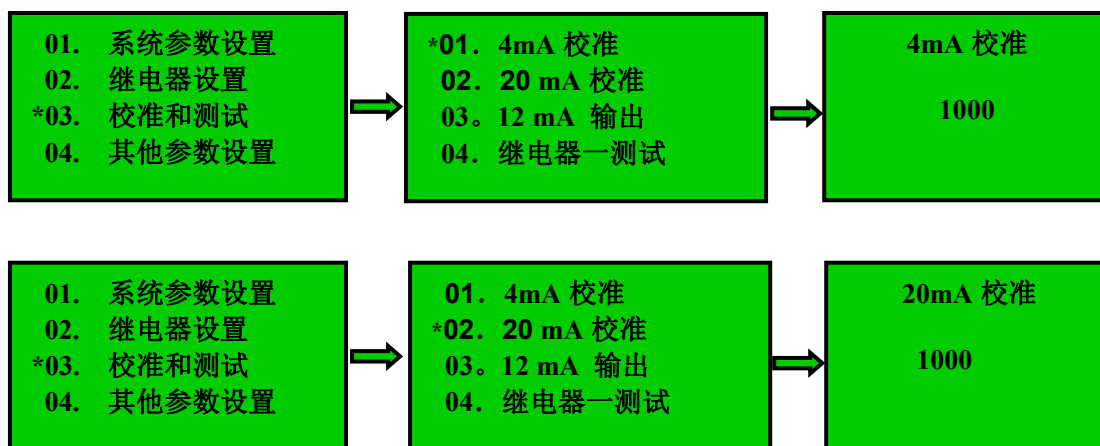 01. 系统参数设置
02. 继电器设置
*03. 校准和测试
04. 其他参数设置
*01. 4mA 校准
02. 20 mA 校准
03。12 mA 输出
04. 继电器一测试
4mA 校准
1000
01. 系统参数设置
02. 继电器设置
*03. 校准和测试
04. 其他参数设置
01. 4mA 校准
*02. 20 mA 校准
03。12 mA 输出
04. 继电器一测试
20mA 校准
1000